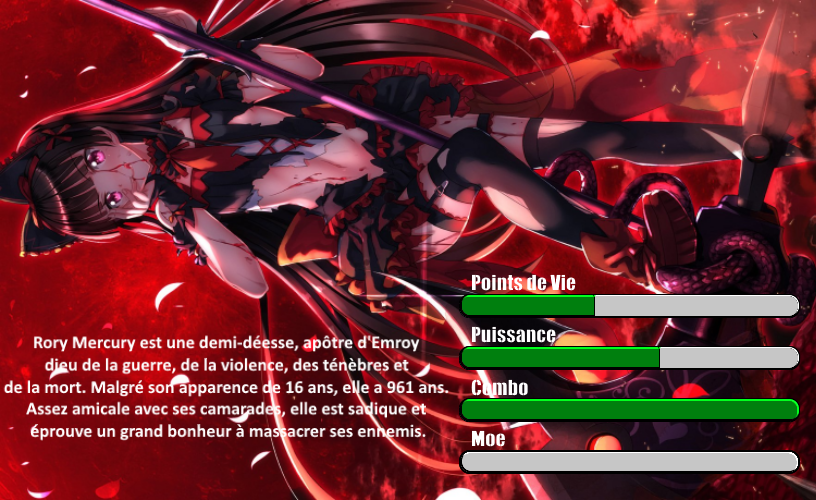 Points de Vie
Puissance
Combo
Moe
Rory Mercury est une demi-déesse, apôtre d'Emroy
dieu de la guerre, de la violence, des ténèbres et
de la mort. Malgré son apparence de 16 ans, elle a 961 ans.
Assez amicale avec ses camarades, elle est sadique et
éprouve un grand bonheur à massacrer ses ennemis.